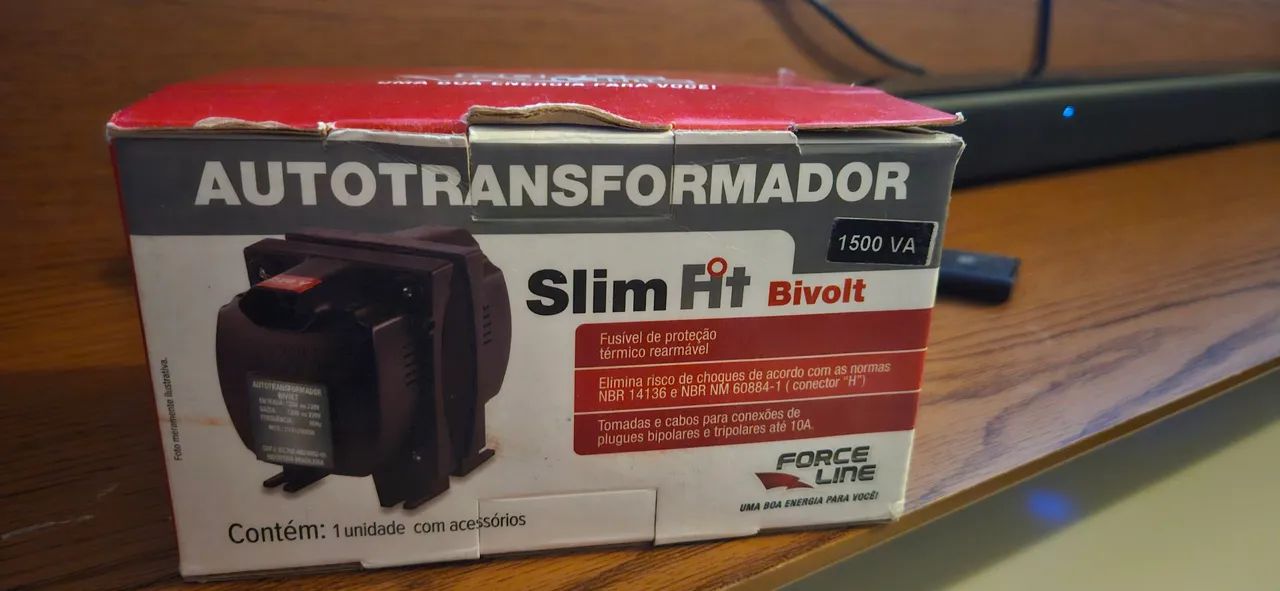 UMA BOA ENERGIA PARA VOCÊ!
AUTOTRANSFORMADOR
1500 VA
Slim Fit Bivolt
Fusível de proteção
térmico rearmável
Elimina risco de choques de acordo com as normas
NBR 14136 e NBR NM 60884-1 ( conector “H”)
Tomadas e cabos para conexões de
plugues bipolares e tripolares até 10A.
FORCE
LINE
UMA BOA ENERGIA PARA VOCÊ!
Foto meramente ilustrativa.
AUTOTRANSFORMADOR
BIVOLT
Contém: 1 unidade com acessórios